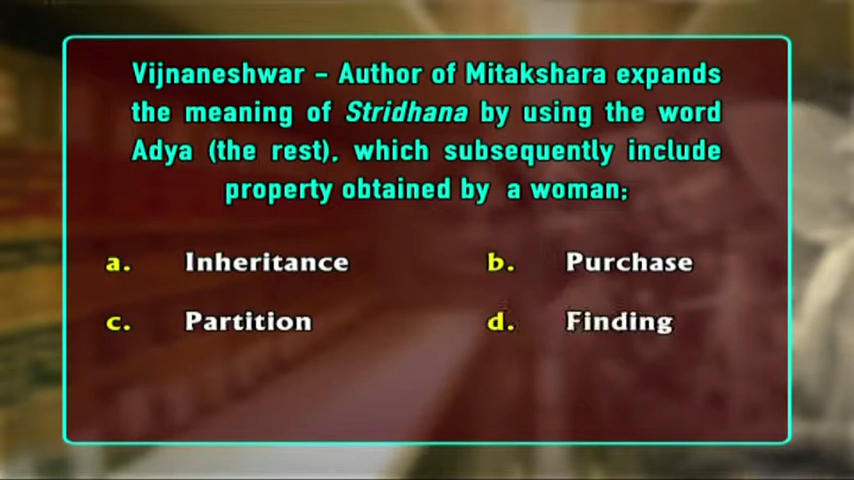 Vijnaneshwar – Author of Mitakshara expands
the meaning of Stridhana by using the word
Adya (the rest), which subsequently include
property obtained by a woman;
a. Inheritance b. Purchase
c. Partition d. Finding